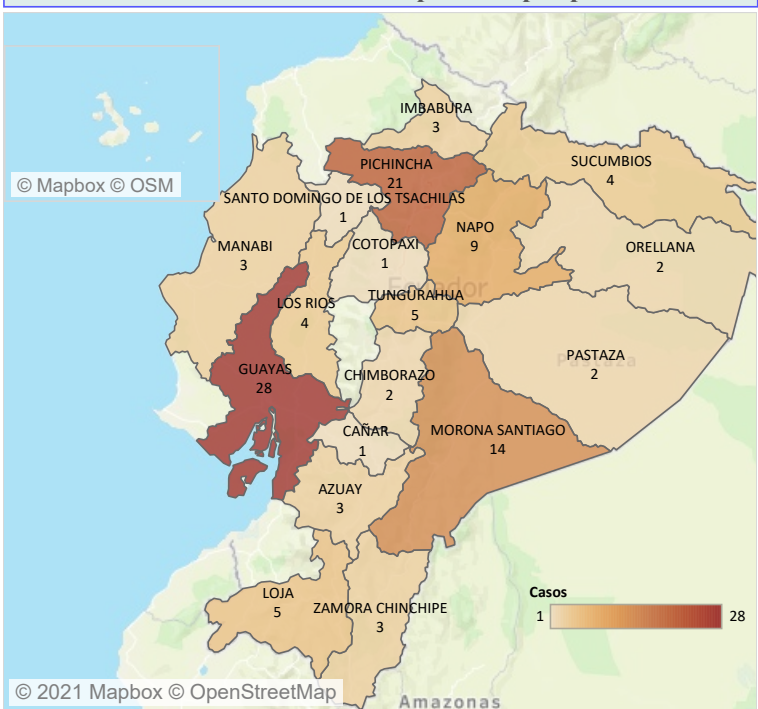 IMBABURA
3
PICHINCHA
21
SUCUMBIOS
4
© Mapbox © OSM
SANTO DOMINGO DE LOS TSACHILAS
1
NAPO
9
MANABI
3
COTOPAXI
1
ORELLANA
2
Ecuador
TUNGURAHUA
5
LOS RIOS
4
PASTAZA
2
Pastaza
GUAYAS
28
CHIMBORAZO
2
CAÑAR
1
MORONA SANTIAGO
14
AZUAY
3
LOJA
5
ZAMORA CHINCHIPE
3
Casos
1 28
© 2021 Mapbox © OpenStreetMap
Amazonas